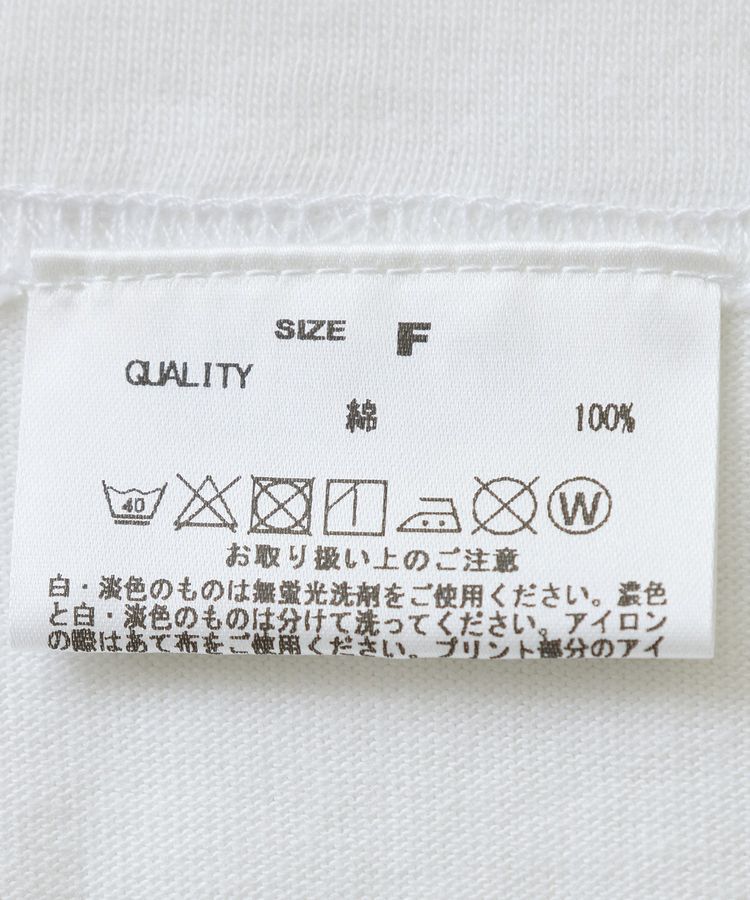 SIZE F
QUALITY
綿 100%
40 W
お取り扱い上のご注意
白・淡色のものは無蛍光洗剤をご使用ください。濃色
と白・淡色のものは分けて洗ってください。アイロン
の際はあて布をご使用ください。プリント部分のアイ